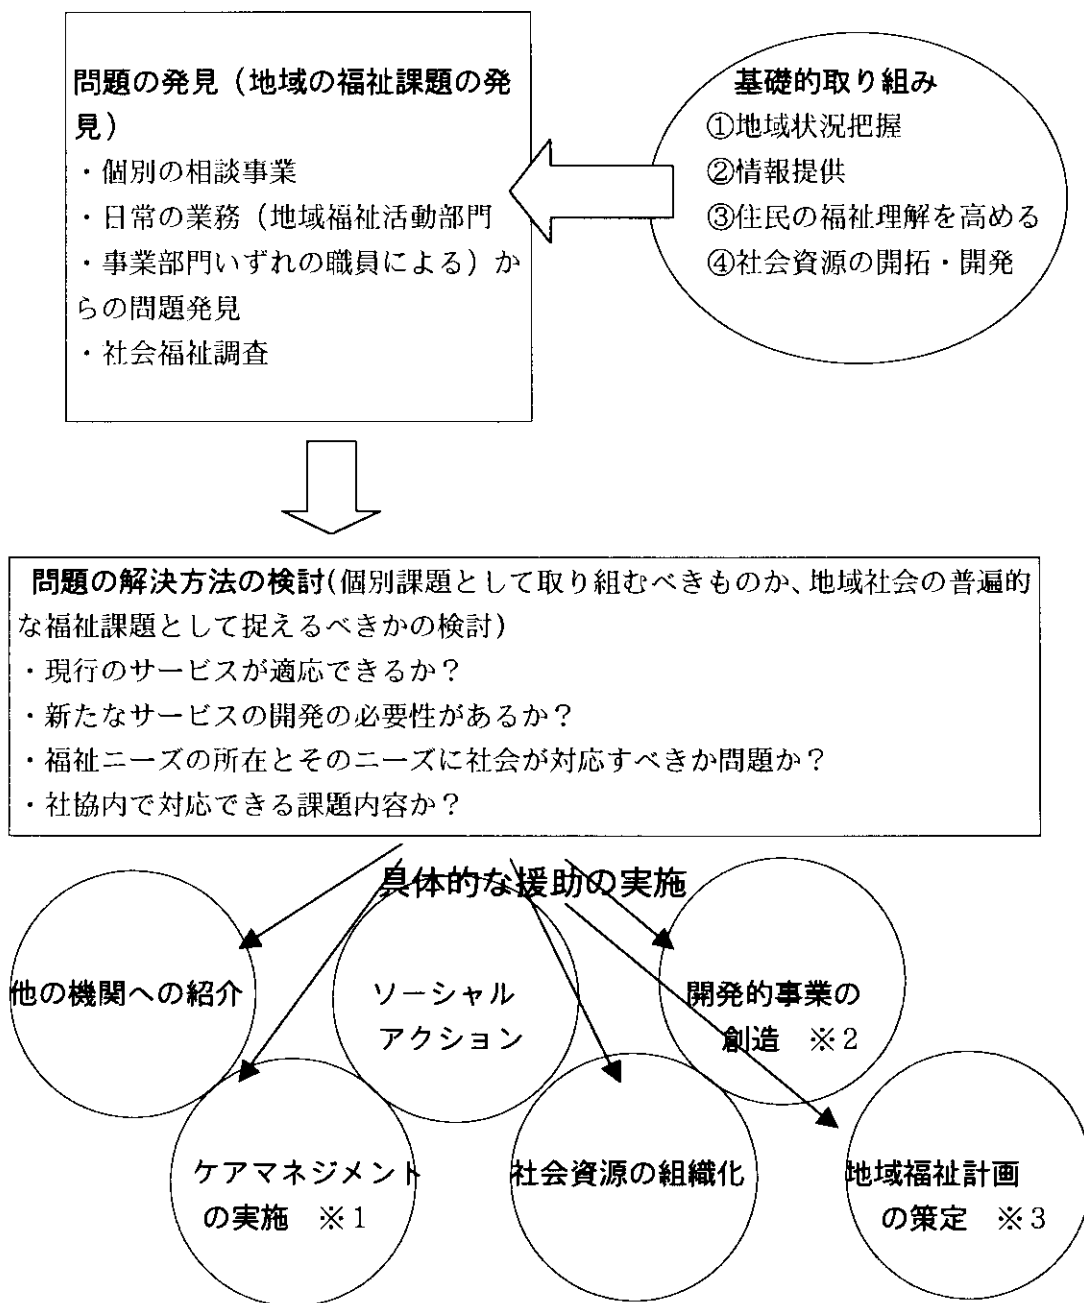 問題の発見（地域の福祉課題の発
見）
・個別の相談事業
・日常の業務（地域福祉活動部門
・事業部門いずれの職員による）か
らの問題発見
・社会福祉調査
基礎的取り組み
①地域状況把握
②情報提供
③住民の福祉理解を高める
④社会資源の開拓・開発
問題の解決方法の検討(個別課題として取り組むべきものか、地域社会の普遍的
な福祉課題として捉えるべきかの検討)
・現行のサービスが適応できるか？
・新たなサービスの開発の必要性があるか？
・福祉ニーズの所在とそのニーズに社会が対応すべきか問題か？
・社協内で対応できる課題内容か？
具体的な援助の実施
他の機関への紹介
ソーシャル
アクション
開発的事業の
創造　※２
ケアマネジメント
の実施　※１
社会資源の組織化
地域福祉計画
の策定　※３